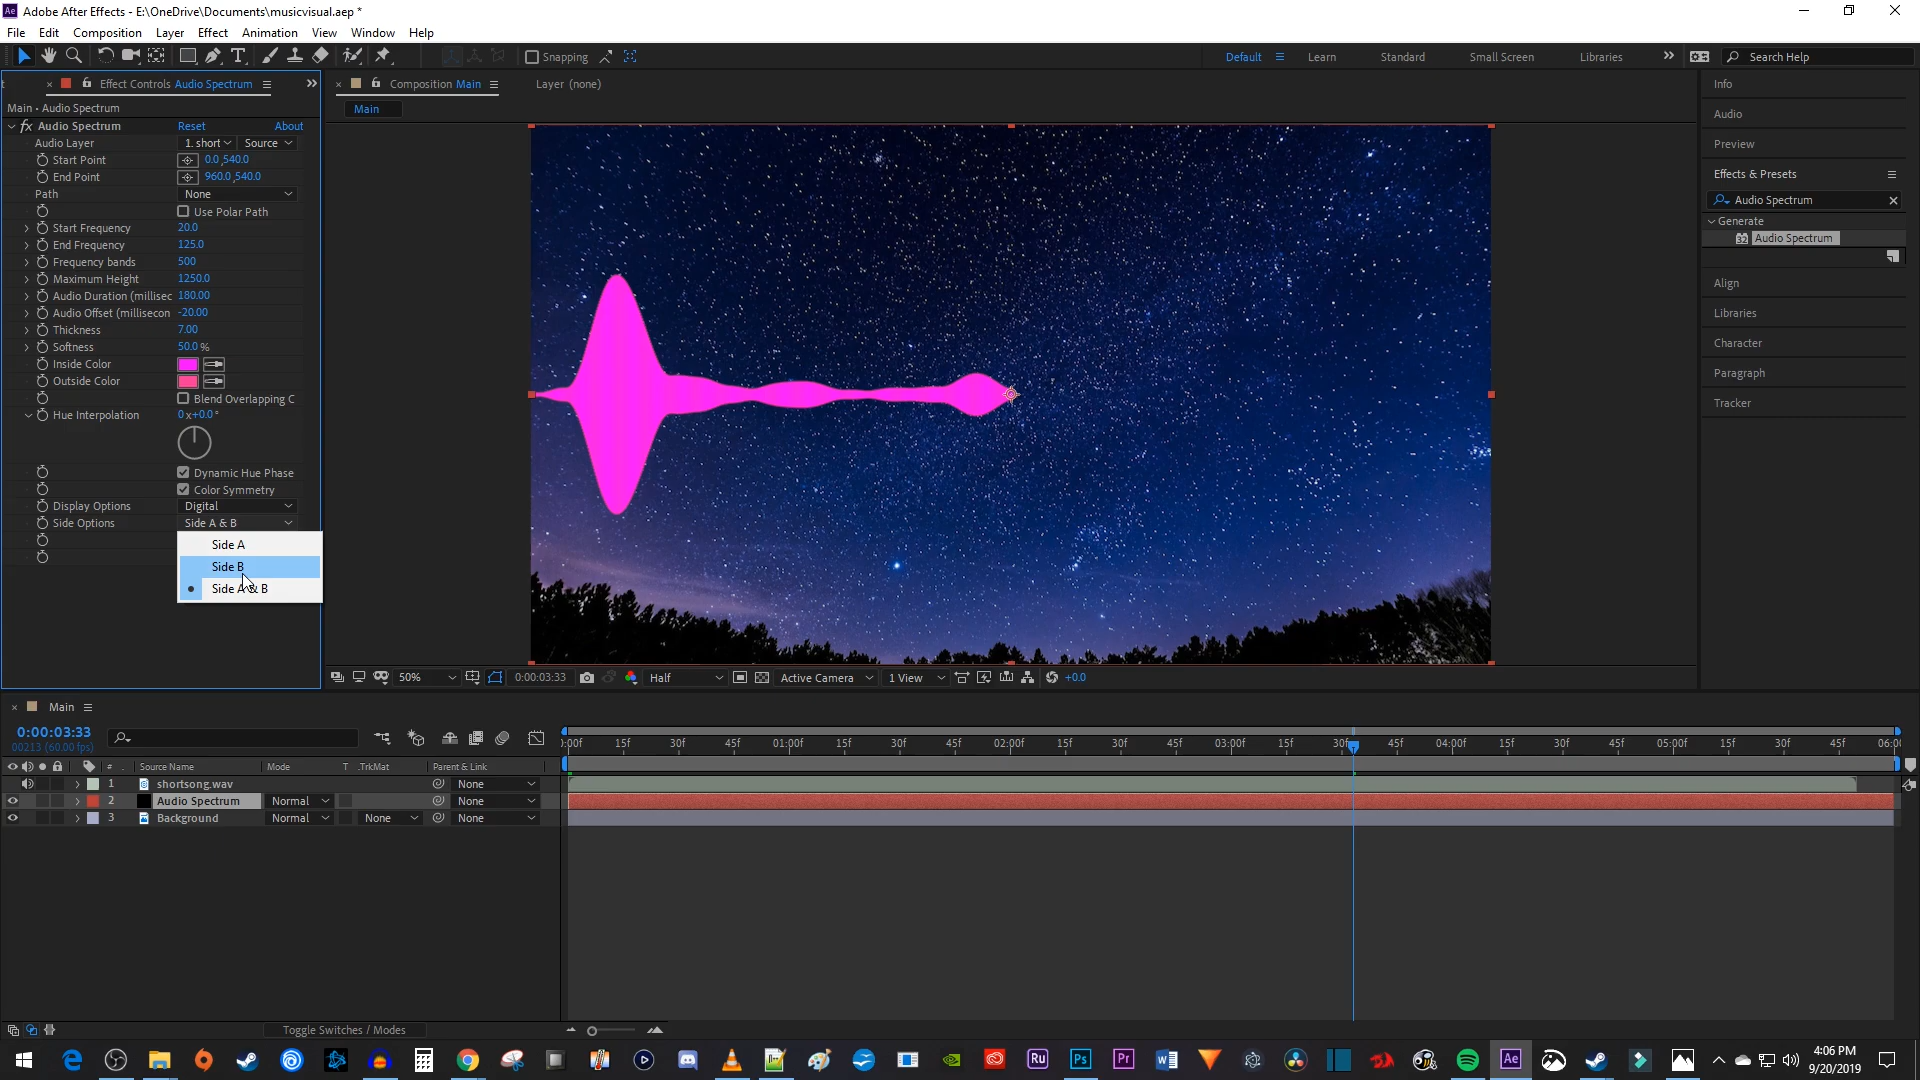 Ae Adobe After Effects - E:\OneDrive\Documents\musicvisual.aep *
File Edit Composition Layer Effect Animation View Window Help
Snapping Default Learn Standard Small Screen Libraries Search Help
Effect Controls Audio Spectrum
Composition Main
Layer (none)
Main • Audio Spectrum
Main
fx Audio Spectrum Reset About
Audio Layer 1. short Source
Start Point 0.0,540.0
End Point 960.0,540.0
Path None
Use Polar Path
Start Frequency 20.0
End Frequency 125.0
Frequency bands 500
Maximum Height 1250.0
Audio Duration (millisec 180.00
Audio Offset (millisecon -20.00
Thickness 7.00
Softness 50.0 %
Inside Color
Outside Color
Blend Overlapping C
Hue Interpolation 0x+0.0°
Dynamic Hue Phase
Color Symmetry
Display Options Digital
Side Options Side A & B
Side A
Side B
Side A & B
Info
Audio
Preview
Effects & Presets
Audio Spectrum
Generate
32 Audio Spectrum
Align
Libraries
Character
Paragraph
Tracker
50% 0:00:03:33 Half Active Camera 1 View +0.0
Main
0:00:03:33
00213 (60.00 fps)
:00f 15f 30f 45f 01:00f 15f 30f 45f 02:00f 15f 30f 45f 03:00f 15f 30f 45f 04:00f 15f 30f 45f 05:00f 15f 30f 45f 06:0
# Source Name Mode T .TrkMat Parent & Link
1 shortsong.wav None
2 Audio Spectrum Normal None
3 Background Normal None None
Toggle Switches / Modes
Ru Ps Pr Ae
4:06 PM
9/20/2019